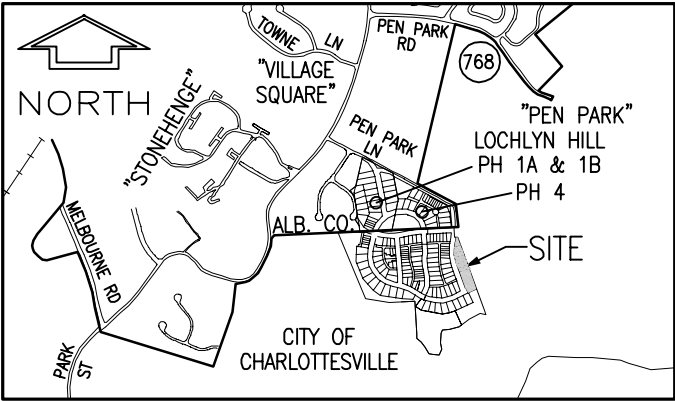 TOWNE LN
PEN PARK
RD
768
"VILLAGE
SQUARE"
NORTH
"STONEHENGE"
"PEN PARK"
LOCHLYN HILL
PH 1A & 1B
PH 4
PEN PARK
LN
ALB. CO.
SITE
MELBOURNE RD
CITY OF
CHARLOTTESVILLE
PARK
ST